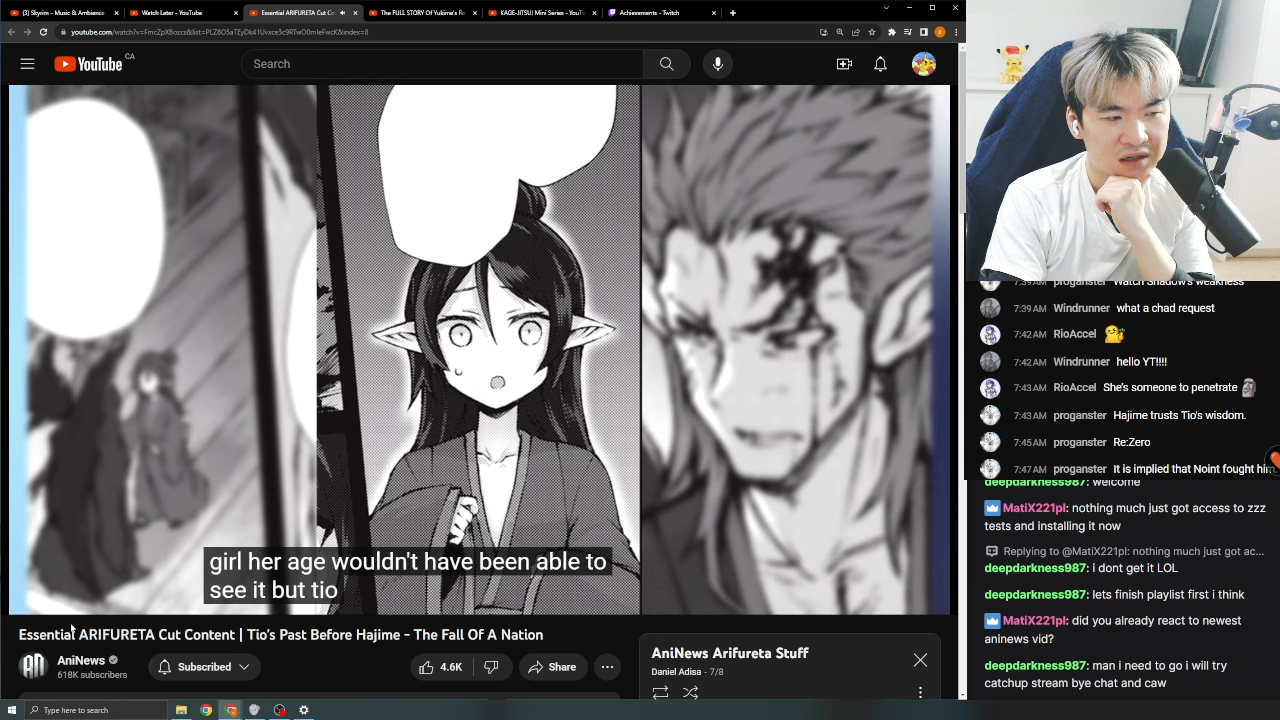 (3) Skyrim - Music & Ambience
Watch Later - YouTube
Essential ARIFURETA Cut C
The FULL STORY Of Yukime's R
KAGE-JITSU! Mini Series - YouTu
Achievements - Twitch
youtube.com/watch?v=FmcZpXBozcs&list=PLZ8O5aTEyDk41Uvxce3c9RTwO0mIeFwcK&index=8
YouTube CA
Search
girl her age wouldn't have been able to
see it but tio
Essential ARIFURETA Cut Content | Tio's Past Before Hajime - The Fall Of A Nation
AniNews
618K subscribers
Subscribed
4.6K
Share
AniNews Arifureta Stuff
Daniel Adisa - 7/8
7:39 AM proganster Watch Shadow's weakness
7:39 AM Windrunner what a chad request
7:42 AM RioAccel
7:42 AM Windrunner hello YT!!!!
7:43 AM RioAccel She's someone to penetrate
7:43 AM proganster Hajime trusts Tio's wisdom.
7:45 AM proganster Re:Zero
7:47 AM proganster It is implied that Noint fought him
deepdarkness987: welcome
MatiX221pl: nothing much just got access to zzz
tests and installing it now
Replying to @MatiX221pl: nothing much just got ac...
deepdarkness987: i dont get it LOL
deepdarkness987: lets finish playlist first i think
MatiX221pl: did you already react to newest
aninews vid?
deepdarkness987: man i need to go i will try
catchup stream bye chat and caw
Type here to search